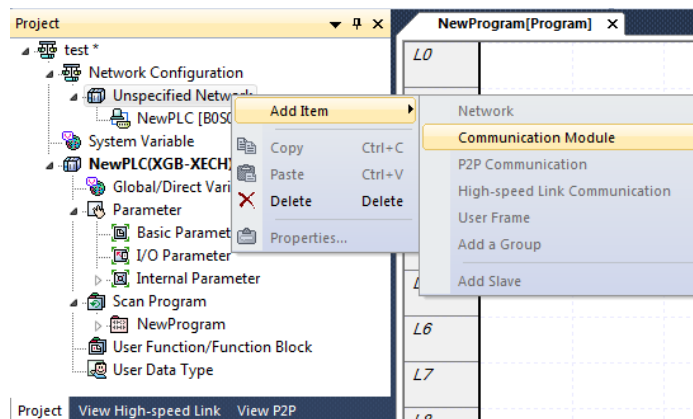 Project
NewProgram[Program]
test *
Network Configuration
Unspecified Network
NewPLC [B0S0
System Variable
NewPLC(XGB-XECH)
Global/Direct Vari
Parameter
Basic Paramet
I/O Parameter
Internal Parameter
Scan Program
NewProgram
User Function/Function Block
User Data Type
Project
View High-speed Link
View P2P
Add Item
Copy Ctrl+C
Paste Ctrl+V
Delete Delete
Properties...
Network
Communication Module
P2P Communication
High-speed Link Communication
User Frame
Add a Group
Add Slave
L0
L6
L7